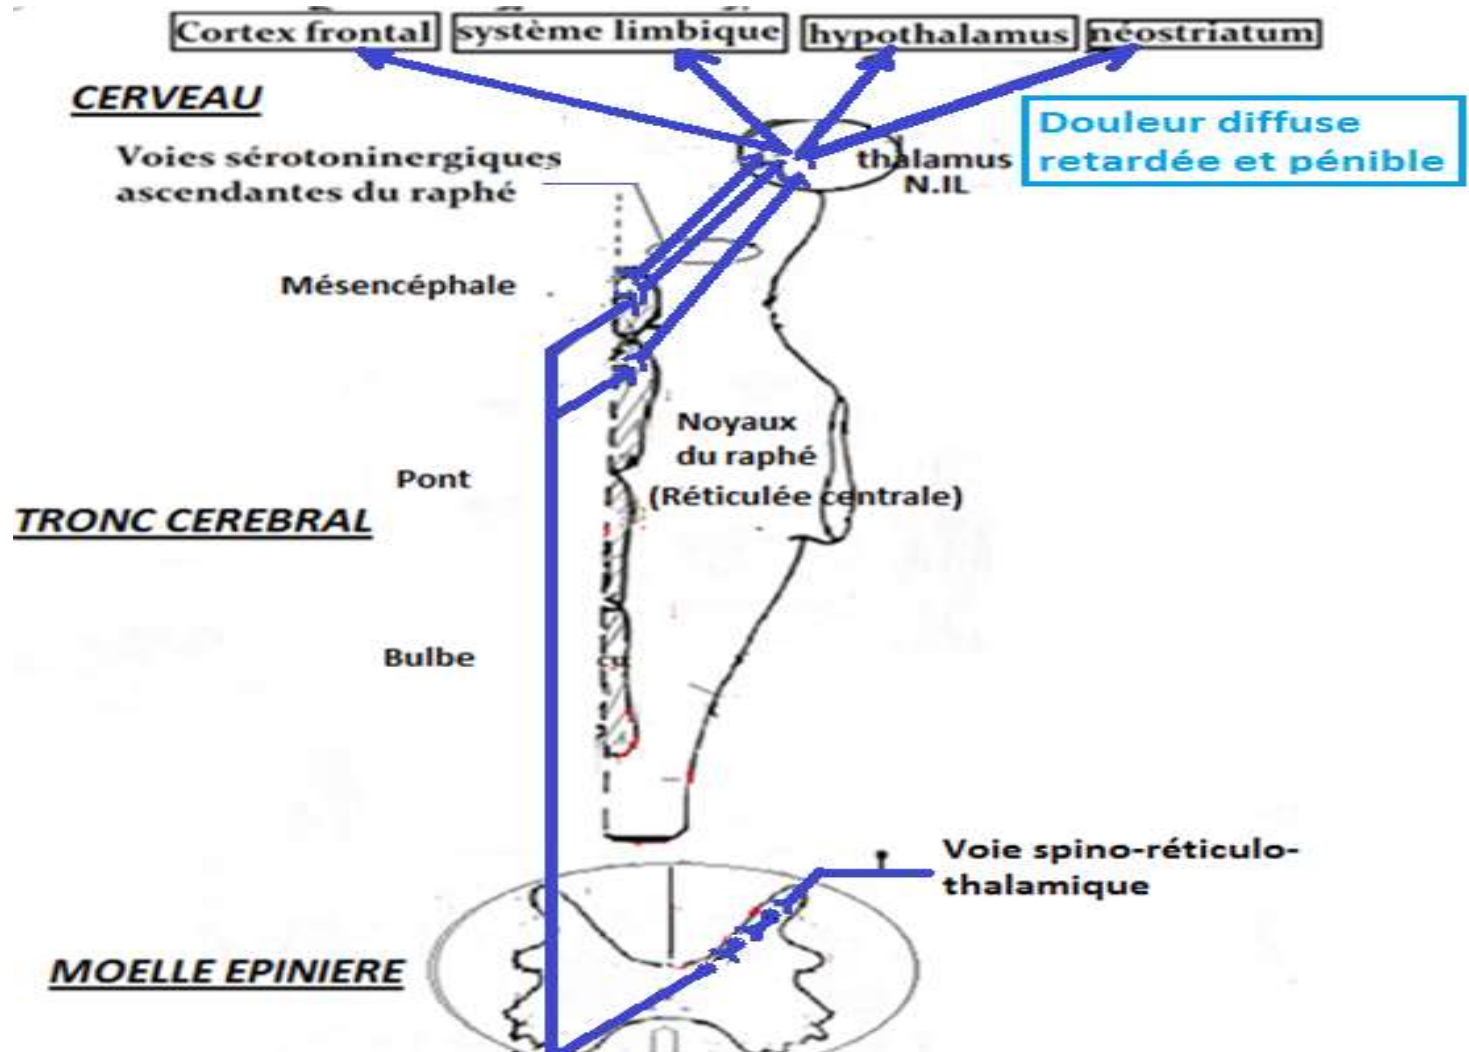 Cortex frontal
système limbique
hypothalamus
néostriatum
CERVEAU
Douleur diffuse
retardée et pénible
Voies sérotoninergiques
ascendantes du raphé
thalamus
N.IL
Mésencéphale
Noyaux
du raphé
(Réticulée centrale)
Pont
TRONC CEREBRAL
Bulbe
Voie spino-réticulo-
thalamique
MOELLE EPINIERE